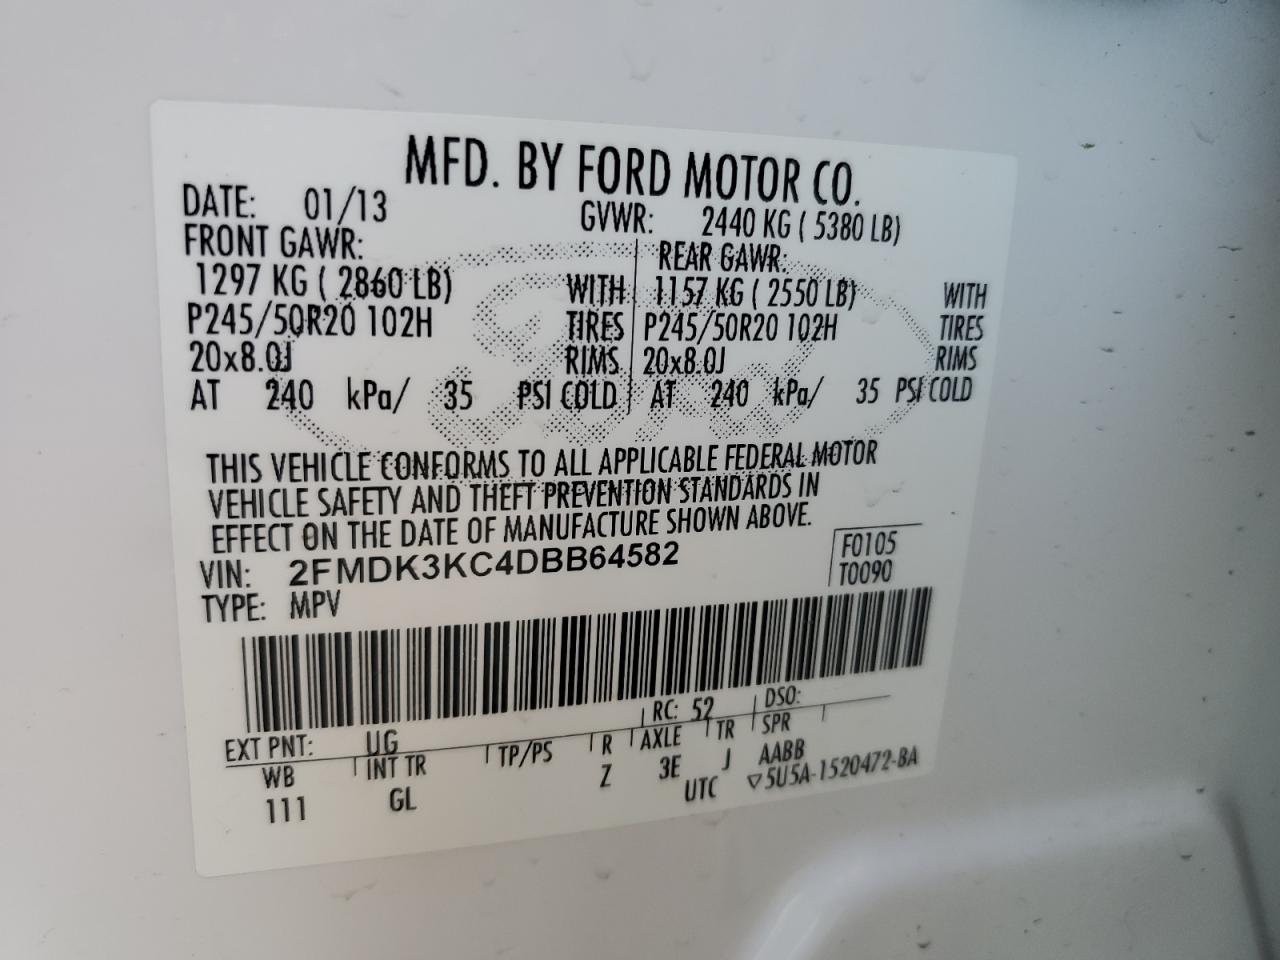 MFD. BY FORD MOTOR CO.
DATE: 01/13 GVWR: 2440 KG ( 5380 LB)
FRONT GAWR: REAR GAWR:
1297 KG ( 2860 LB) WITH 1157 KG ( 2550 LB) WITH
P245/50R20 102H TIRES P245/50R20 102H TIRES
20x8.0J RIMS 20x8.0J RIMS
AT 240 kPa/ 35 PSI COLD AT 240 kPa/ 35 PSI COLD
THIS VEHICLE CONFORMS TO ALL APPLICABLE FEDERAL MOTOR
VEHICLE SAFETY AND THEFT PREVENTION STANDARDS IN
EFFECT ON THE DATE OF MANUFACTURE SHOWN ABOVE.
VIN: 2FMDK3KC4DBB64582 F0105
TYPE: MPV T0090
EXT PNT: UG RC: 52 DSO:
WB INT TR TP/PS R AXLE TR SPR
111 GL Z 3E J AABB
UTC ▽5U5A-1520472-BA